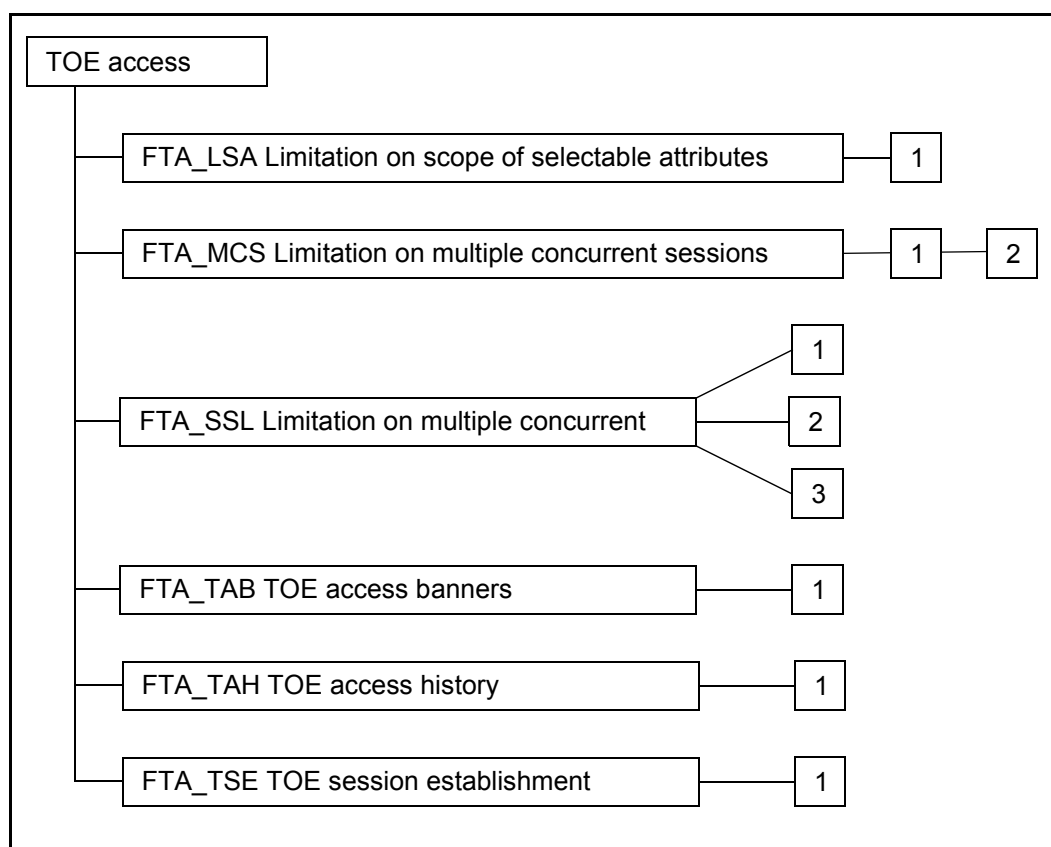 TOE access
FTA_LSA Limitation on scope of selectable attributes 1
FTA_MCS Limitation on multiple concurrent sessions 1 2
1
FTA_SSL Limitation on multiple concurrent 2
3
FTA_TAB TOE access banners 1
FTA_TAH TOE access history 1
FTA_TSE TOE session establishment 1